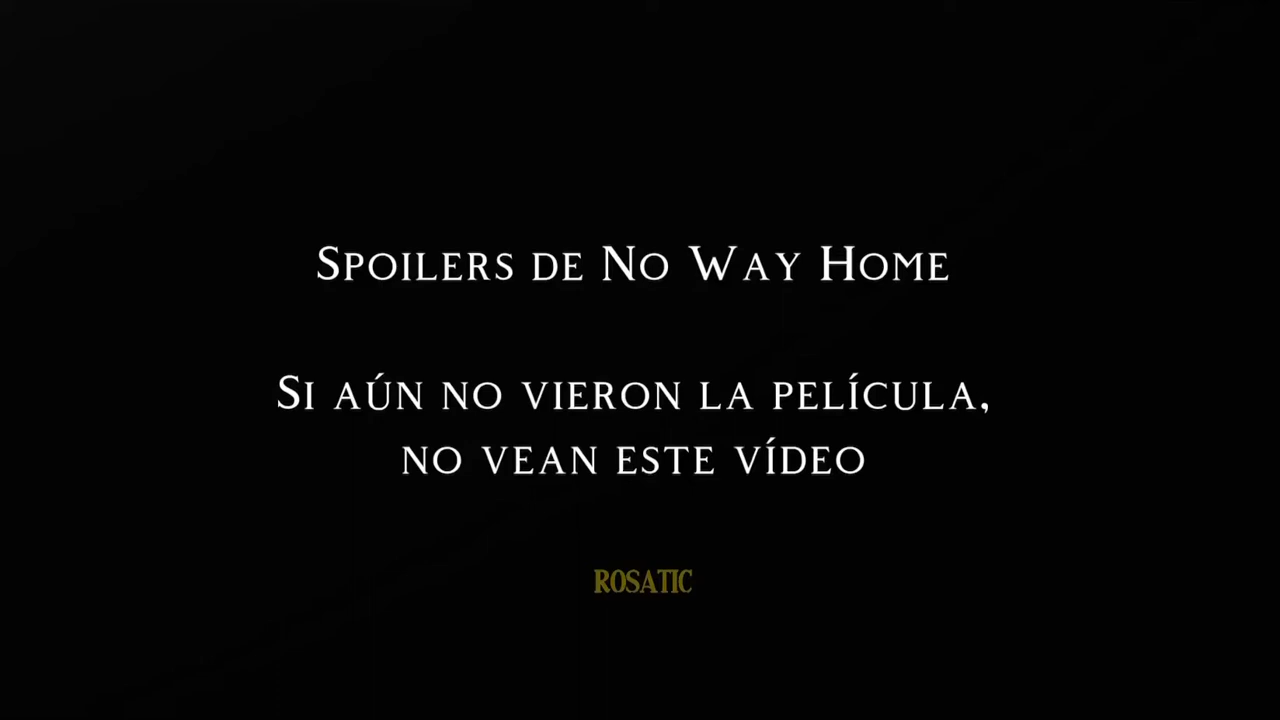 Spoilers de No Way Home
Si aún no vieron la película,
no vean este vídeo
ROSATIC